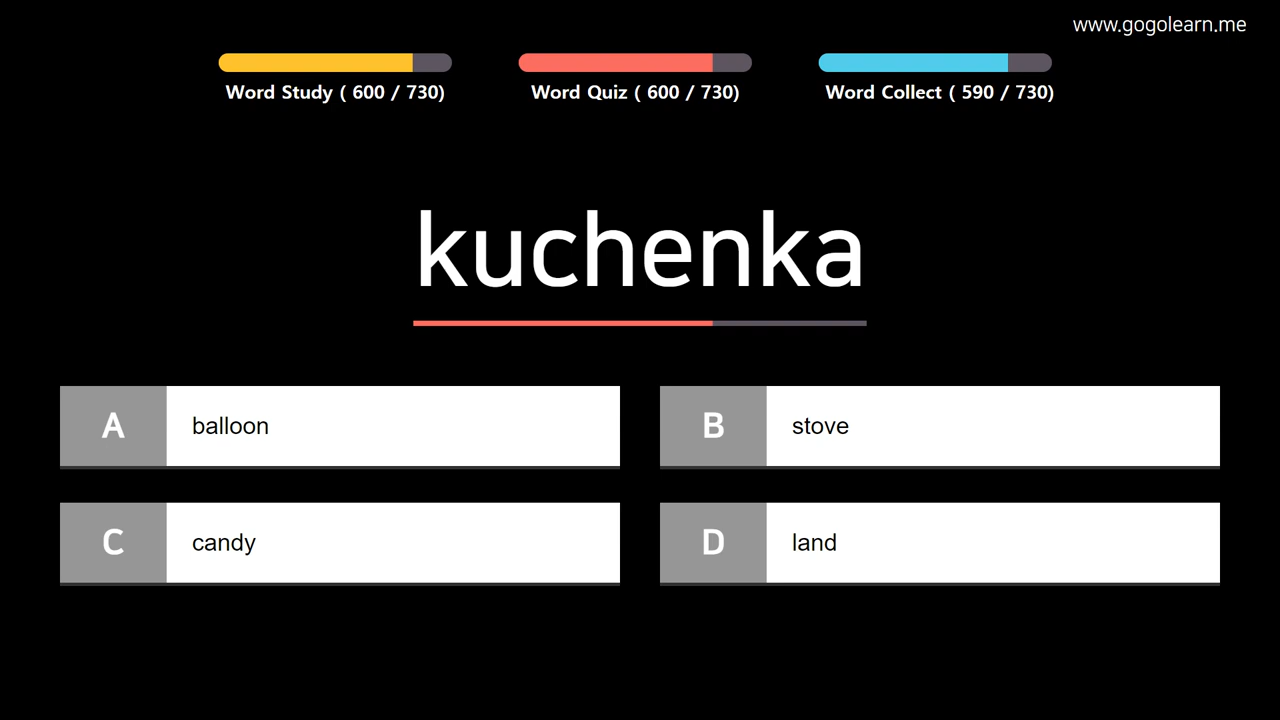 www.gogolearn.me
Word Study ( 600 / 730)
Word Quiz ( 600 / 730)
Word Collect ( 590 / 730)
kuchenka
A balloon
B stove
C candy
D land